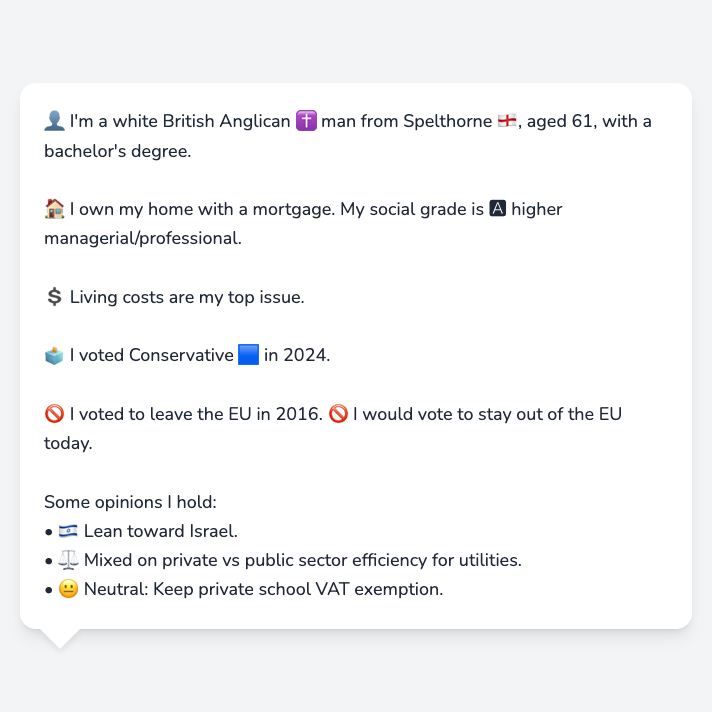 👤 I'm a white British Anglican ✝️ man from Spelthorne 🏴󠁧󠁢󠁥󠁮󠁧󠁿, aged 61, with a
bachelor's degree.
🏠 I own my home with a mortgage. My social grade is 🅰 higher
managerial/professional.
💲 Living costs are my top issue.
🗳️ I voted Conservative 🟦 in 2024.
🚫 I voted to leave the EU in 2016. 🚫 I would vote to stay out of the EU
today.
Some opinions I hold:
• 🇮🇱 Lean toward Israel.
• ⚖️ Mixed on private vs public sector efficiency for utilities.
• 😐 Neutral: Keep private school VAT exemption.